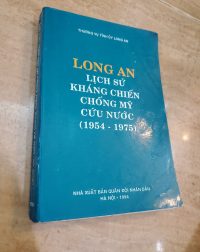 THƯỜNG VỤ TỈNH ỦY LONG AN
LONG AN
LỊCH SỬ
KHÁNG CHIẾN
CHỐNG MỸ
CỨU NƯỚC
(1954 - 1975)
NHÀ XUẤT BẢN QUÂN ĐỘI NHÂN DÂN
HÀ NỘI - 1994